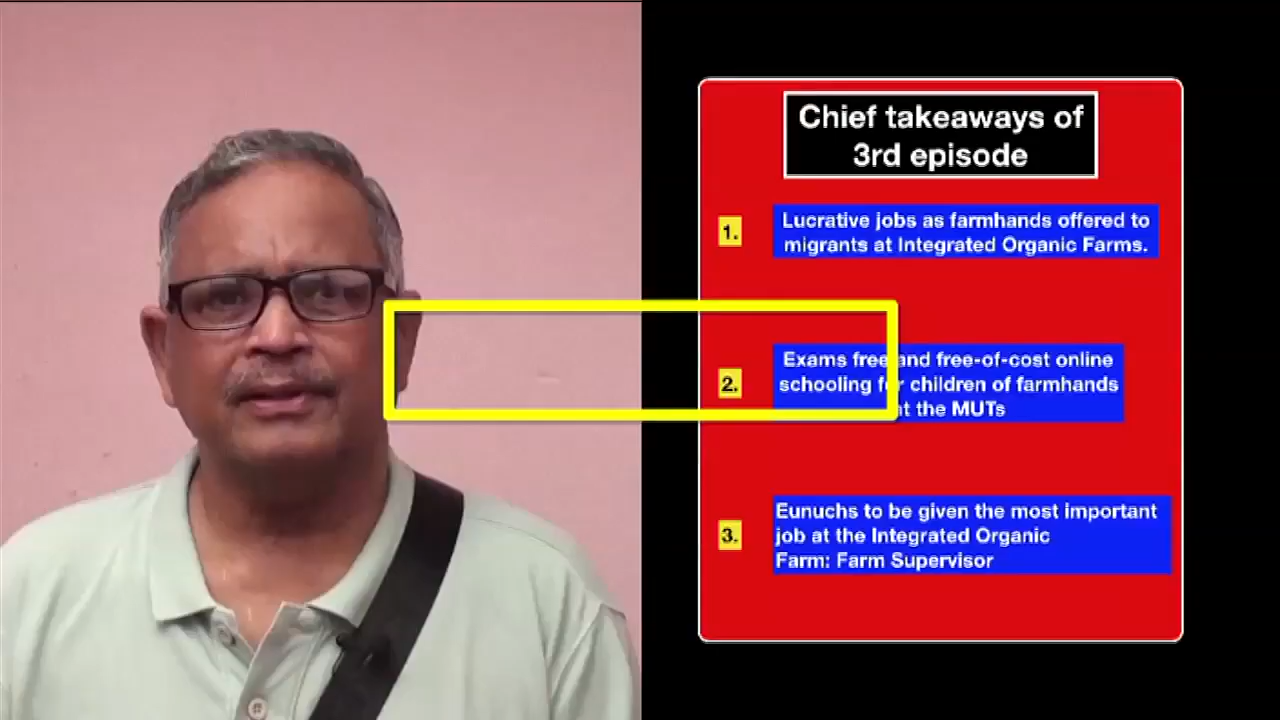 Chief takeaways of
3rd episode
1.
Lucrative jobs as farmhands offered to
migrants at Integrated Organic Farms.
2.
Exams free and free-of-cost online
schooling for children of farmhands
at the MUTs
3.
Eunuchs to be given the most important
job at the Integrated Organic
Farm: Farm Supervisor